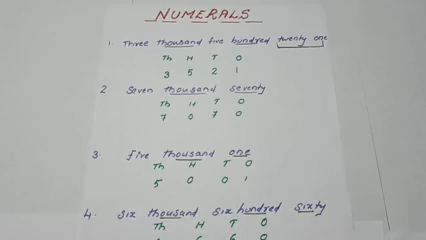 NUMERALS
1. Three thousand five hundred twenty one
Th H T O
3 5 2 1
2. Seven thousand seventy
Th H T O
7 0 7 0
3. five thousand one
Th H T O
5 0 0 1
4. six thousand six hundred sixty
Th H T O
6 6 0